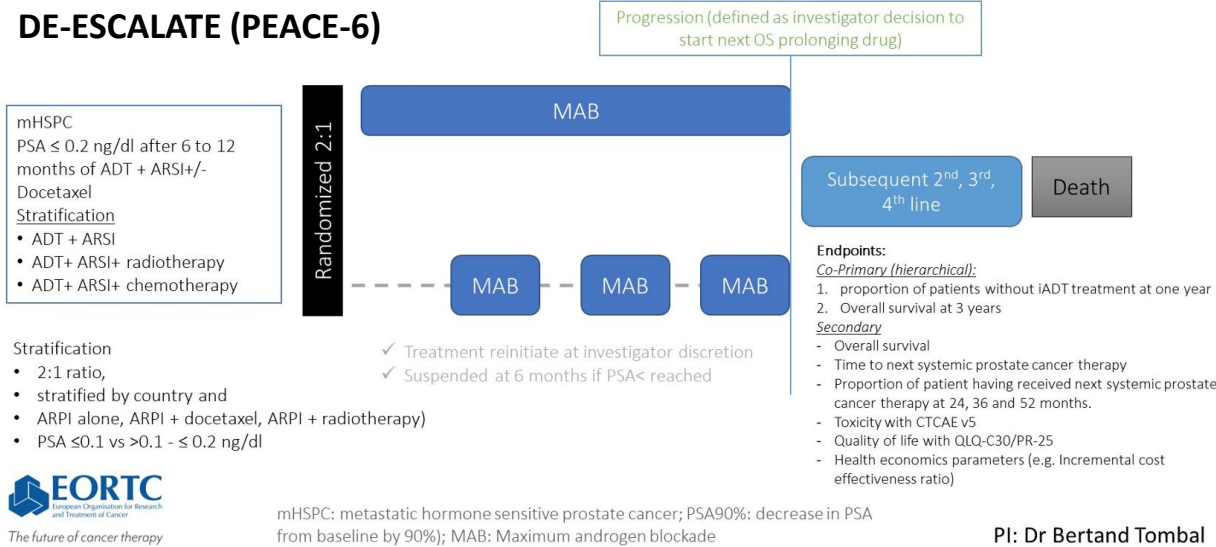 DE-ESCALATE (PEACE-6)
Progression (defined as investigator decision to
start next OS prolonging drug)
mHSPC
PSA ≤ 0.2 ng/dl after 6 to 12
months of ADT + ARSI+/-
Docetaxel
Stratification
• ADT + ARSI
• ADT+ ARSI+ radiotherapy
• ADT+ ARSI+ chemotherapy
Randomized 2:1
MAB
MAB
MAB
MAB
Subsequent 2nd, 3rd,
4th line
Death
✓ Treatment reinitiate at investigator discretion
✓ Suspended at 6 months if PSA< reached
Stratification
• 2:1 ratio,
• stratified by country and
• ARPI alone, ARPI + docetaxel, ARPI + radiotherapy)
• PSA ≤0.1 vs >0.1 - ≤ 0.2 ng/dl
Endpoints:
Co-Primary (hierarchical):
1. proportion of patients without iADT treatment at one year
2. Overall survival at 3 years
Secondary
- Overall survival
- Time to next systemic prostate cancer therapy
- Proportion of patient having received next systemic prostate
cancer therapy at 24, 36 and 52 months.
- Toxicity with CTCAE v5
- Quality of life with QLQ-C30/PR-25
- Health economics parameters (e.g. Incremental cost
effectiveness ratio)
EORTC
European Organisation for Research
and Treatment of Cancer
The future of cancer therapy
mHSPC: metastatic hormone sensitive prostate cancer; PSA90%: decrease in PSA
from baseline by 90%); MAB: Maximum androgen blockade
PI: Dr Bertand Tombal